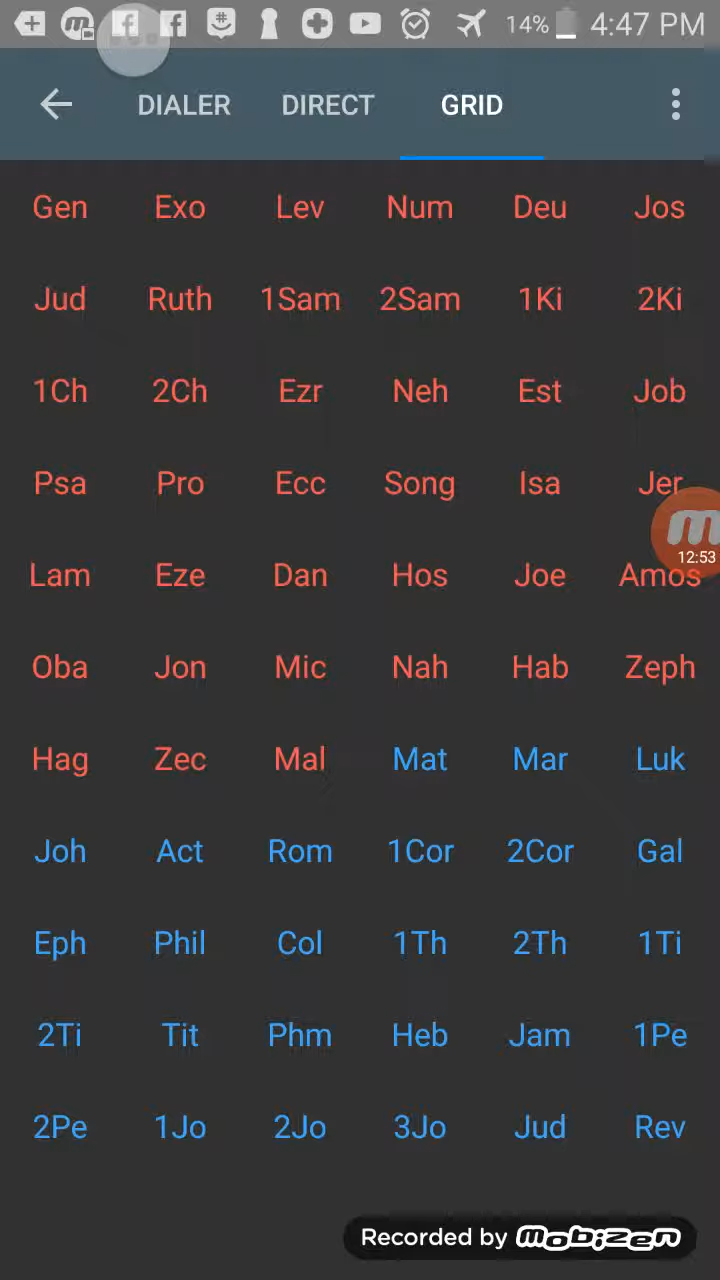 14% 4:47 PM
DIALER DIRECT GRID
Gen Exo Lev Num Deu Jos
Jud Ruth 1Sam 2Sam 1Ki 2Ki
1Ch 2Ch Ezr Neh Est Job
Psa Pro Ecc Song Isa Jer
12:53
Lam Eze Dan Hos Joe Amos
Oba Jon Mic Nah Hab Zeph
Hag Zec Mal Mat Mar Luk
Joh Act Rom 1Cor 2Cor Gal
Eph Phil Col 1Th 2Th 1Ti
2Ti Tit Phm Heb Jam 1Pe
2Pe 1Jo 2Jo 3Jo Jud Rev
Recorded by mobizen